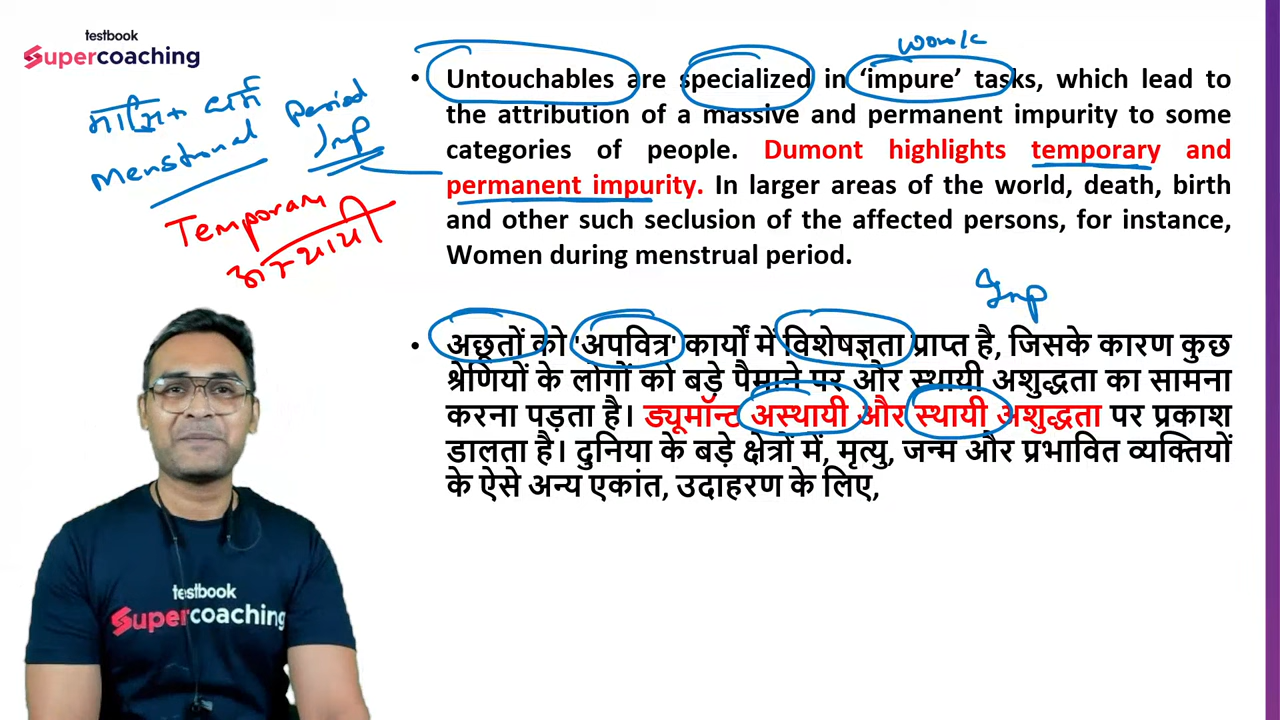 testbook
Supercoaching
work
• Untouchables are specialized in ‘impure’ tasks, which lead to
the attribution of a massive and permanent impurity to some
categories of people. Dumont highlights temporary and
permanent impurity. In larger areas of the world, death, birth
and other such seclusion of the affected persons, for instance,
Women during menstrual period.
मासिक धर्म
menstrual period
Imp
Temporary
अस्थायी
Imp
• अछूतों को 'अपवित्र' कार्यों में विशेषज्ञता प्राप्त है, जिसके कारण कुछ
श्रेणियों के लोगों को बड़े पैमाने पर और स्थायी अशुद्धता का सामना
करना पड़ता है। ड्यूमॉन्ट अस्थायी और स्थायी अशुद्धता पर प्रकाश
डालता है। दुनिया के बड़े क्षेत्रों में, मृत्यु, जन्म और प्रभावित व्यक्तियों
के ऐसे अन्य एकांत, उदाहरण के लिए,
testbook
Supercoaching